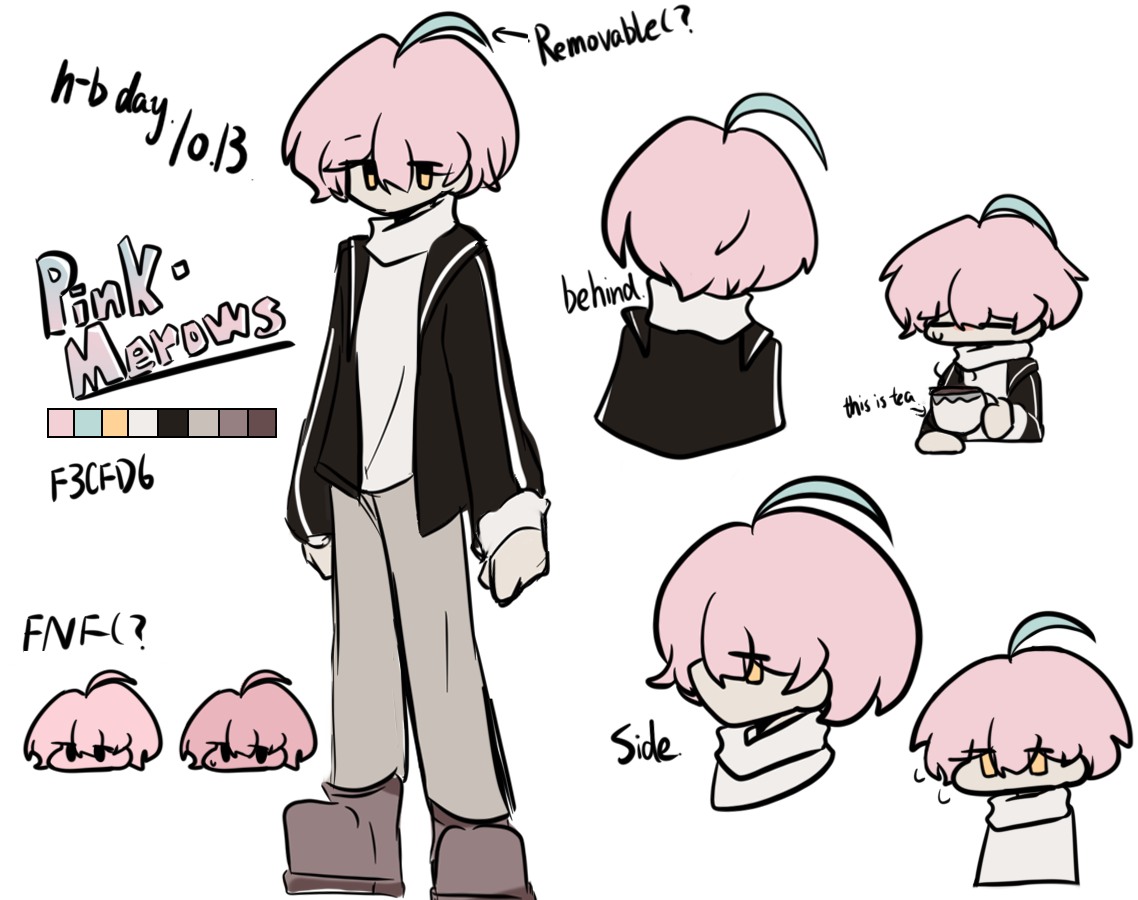 Removable(?
h-b day.
10.13
Pink·
Merows
behind.
this is tea.
F3CFD6
FNF(?
Side.